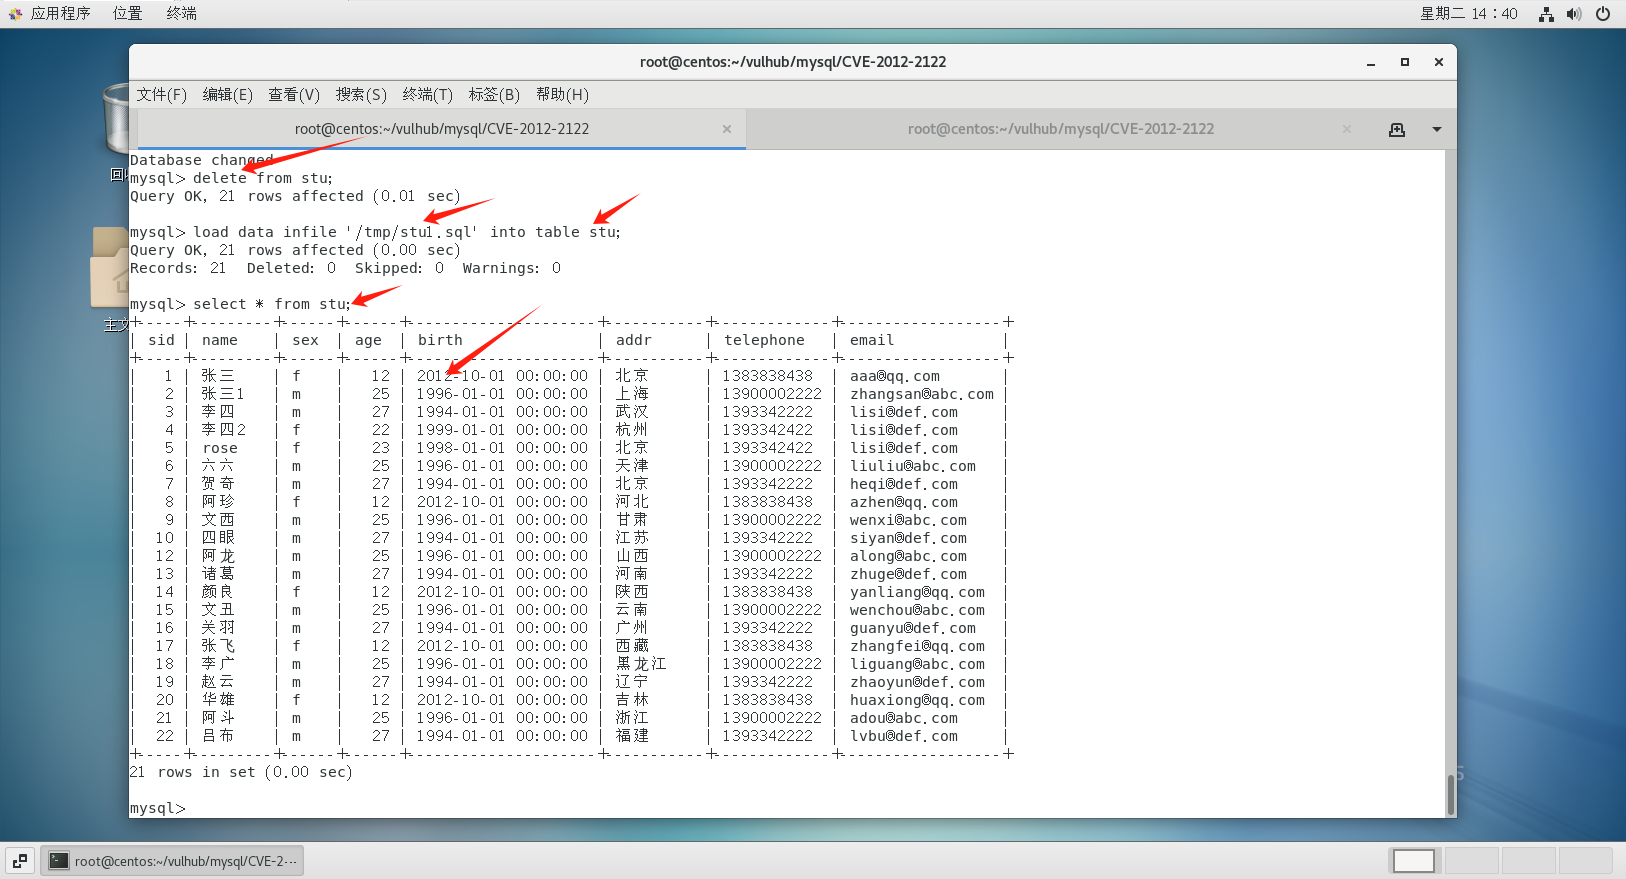 应用程序 位置 终端 星期二 14：40
root@centos:~/vulhub/mysql/CVE-2012-2122
文件(F) 编辑(E) 查看(V) 搜索(S) 终端(T) 标签(B) 帮助(H)
root@centos:~/vulhub/mysql/CVE-2012-2122 root@centos:~/vulhub/mysql/CVE-2012-2122
Database changed
mysql> delete from stu;
Query OK, 21 rows affected (0.01 sec)
mysql> load data infile '/tmp/stu1.sql' into table stu;
Query OK, 21 rows affected (0.00 sec)
Records: 21 Deleted: 0 Skipped: 0 Warnings: 0
mysql> select * from stu;
| sid | name | sex | age | birth | addr | telephone | email |
| 1 | 张三 | f | 12 | 2012-10-01 00:00:00 | 北京 | 1383838438 | aaa@qq.com |
| 2 | 张三1 | m | 25 | 1996-01-01 00:00:00 | 上海 | 13900002222 | zhangsan@abc.com |
| 3 | 李四 | m | 27 | 1994-01-01 00:00:00 | 武汉 | 1393342222 | lisi@def.com |
| 4 | 李四2 | f | 22 | 1999-01-01 00:00:00 | 杭州 | 1393342422 | lisi@def.com |
| 5 | rose | f | 23 | 1998-01-01 00:00:00 | 北京 | 1393342422 | lisi@def.com |
| 6 | 六六 | m | 25 | 1996-01-01 00:00:00 | 天津 | 13900002222 | liuliu@abc.com |
| 7 | 贺奇 | m | 27 | 1994-01-01 00:00:00 | 北京 | 1393342222 | heqi@def.com |
| 8 | 阿珍 | f | 12 | 2012-10-01 00:00:00 | 河北 | 1383838438 | azhen@qq.com |
| 9 | 文西 | m | 25 | 1996-01-01 00:00:00 | 甘肃 | 13900002222 | wenxi@abc.com |
| 10 | 四眼 | m | 27 | 1994-01-01 00:00:00 | 江苏 | 1393342222 | siyan@def.com |
| 12 | 阿龙 | m | 25 | 1996-01-01 00:00:00 | 山西 | 13900002222 | along@abc.com |
| 13 | 诸葛 | m | 27 | 1994-01-01 00:00:00 | 河南 | 1393342222 | zhuge@def.com |
| 14 | 颜良 | f | 12 | 2012-10-01 00:00:00 | 陕西 | 1383838438 | yanliang@qq.com |
| 15 | 文丑 | m | 25 | 1996-01-01 00:00:00 | 云南 | 13900002222 | wenchou@abc.com |
| 16 | 关羽 | m | 27 | 1994-01-01 00:00:00 | 广州 | 1393342222 | guanyu@def.com |
| 17 | 张飞 | f | 12 | 2012-10-01 00:00:00 | 西藏 | 1383838438 | zhangfei@qq.com |
| 18 | 李广 | m | 25 | 1996-01-01 00:00:00 | 黑龙江 | 13900002222 | liguang@abc.com |
| 19 | 赵云 | m | 27 | 1994-01-01 00:00:00 | 辽宁 | 1393342222 | zhaoyun@def.com |
| 20 | 华雄 | f | 12 | 2012-10-01 00:00:00 | 吉林 | 1383838438 | huaxiong@qq.com |
| 21 | 阿斗 | m | 25 | 1996-01-01 00:00:00 | 浙江 | 13900002222 | adou@abc.com |
| 22 | 吕布 | m | 27 | 1994-01-01 00:00:00 | 福建 | 1393342222 | lvbu@def.com |
21 rows in set (0.00 sec)
mysql>
root@centos:~/vulhub/mysql/CVE-2···